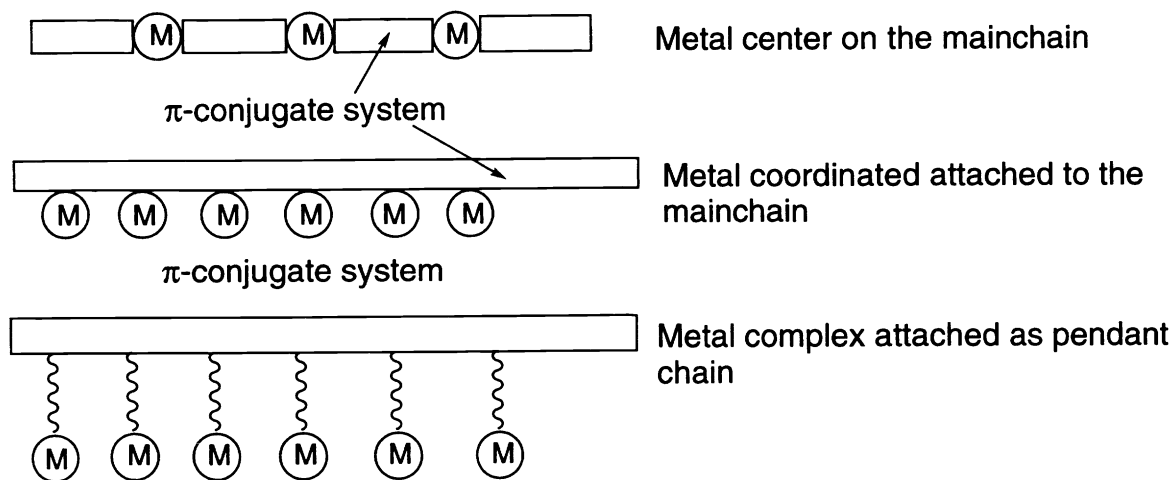 M M M Metal center on the mainchain
π-conjugate system
Metal coordinated attached to the
mainchain
M M M M M M
π-conjugate system
Metal complex attached as pendant
chain
M M M M M M